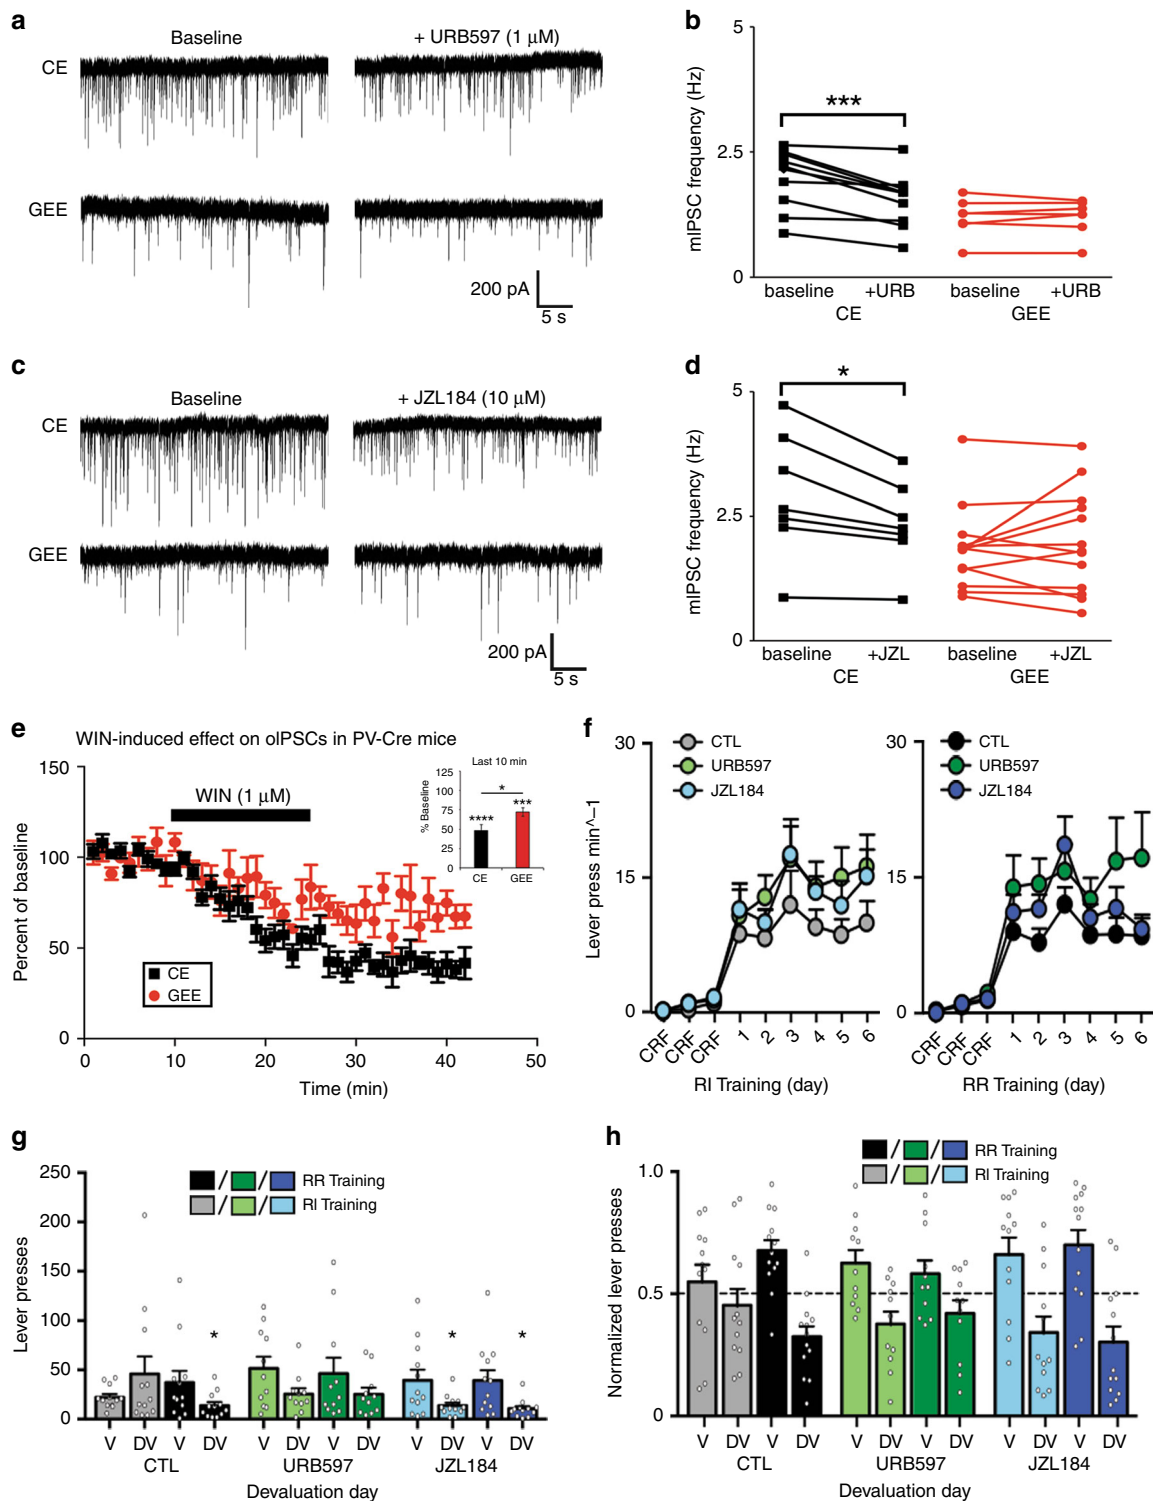 a
Baseline
+ URB597 (1 µM)
CE
GEE
200 pA
5 s
b
5
2.5
0
mIPSC frequency (Hz)
***
baseline +URB baseline +URB
CE GEE
c
Baseline
+ JZL184 (10 µM)
CE
GEE
200 pA
5 s
d
5
2.5
0
mIPSC frequency (Hz)
*
baseline +JZL baseline +JZL
CE GEE
e
WIN-induced effect on oIPSCs in PV-Cre mice
150
100
50
0
Percent of baseline
WIN (1 µM)
CE
GEE
0 10 20 30 40 50
Time (min)
Last 10 min
125
100
75
50
25
0
% Baseline
*
****
***
CE GEE
f
30
15
0
Lever press min^–1
CTL
URB597
JZL184
CRF CRF CRF 1 2 3 4 5 6
RI Training (day)
30
15
0
CTL
URB597
JZL184
CRF CRF CRF 1 2 3 4 5 6
RR Training (day)
g
250
200
150
100
50
0
Lever presses
/ / RR Training
/ / RI Training
* * *
V DV V DV V DV V DV V DV V DV
CTL URB597 JZL184
Devaluation day
h
1.0
0.5
0
Normalized lever presses
/ / RR Training
/ / RI Training
V DV V DV V DV V DV V DV V DV
CTL URB597 JZL184
Devaluation day